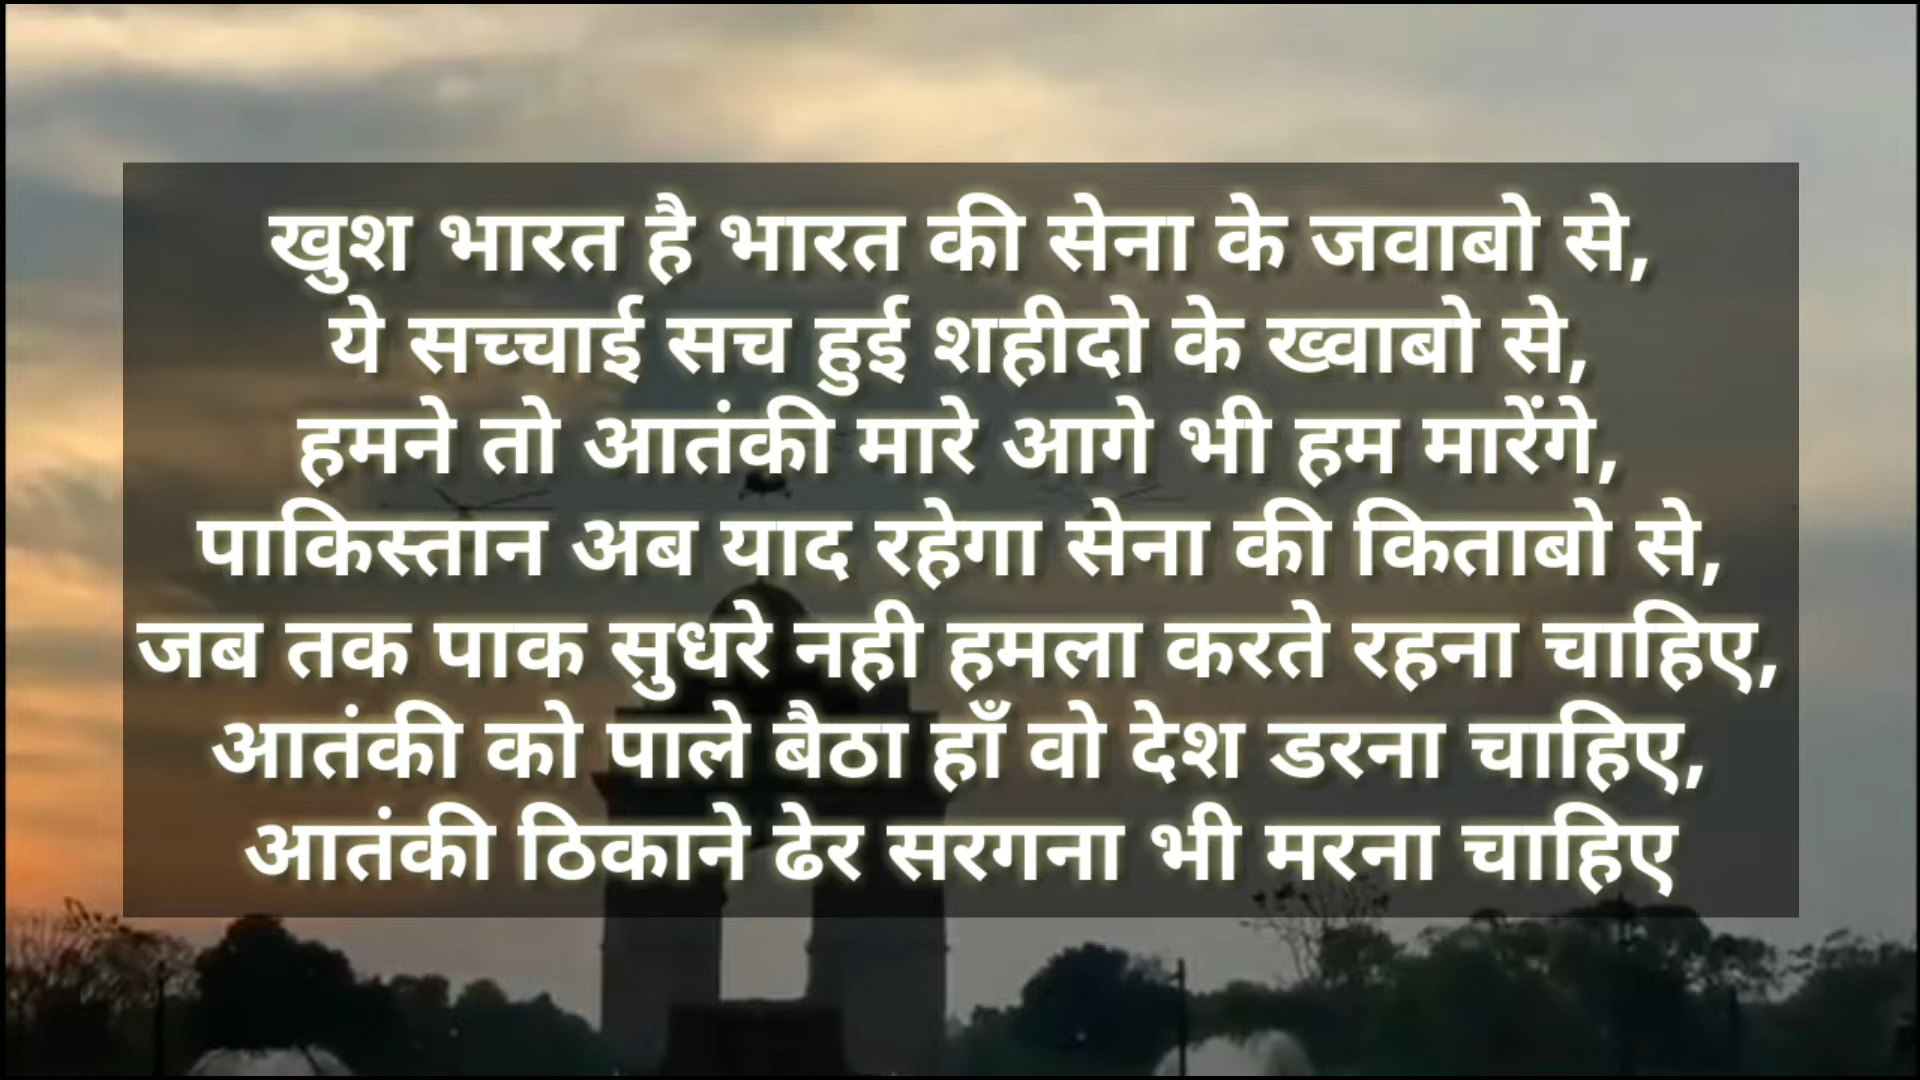 खुश भारत है भारत की सेना के जवाबो से,
ये सच्चाई सच हुई शहीदो के ख्वाबो से,
हमने तो आतंकी मारे आगे भी हम मारेंगे,
पाकिस्तान अब याद रहेगा सेना की किताबो से,
जब तक पाक सुधरे नही हमला करते रहना चाहिए,
आतंकी को पाले बैठा हाँ वो देश डरना चाहिए,
आतंकी ठिकाने ढेर सरगना भी मरना चाहिए